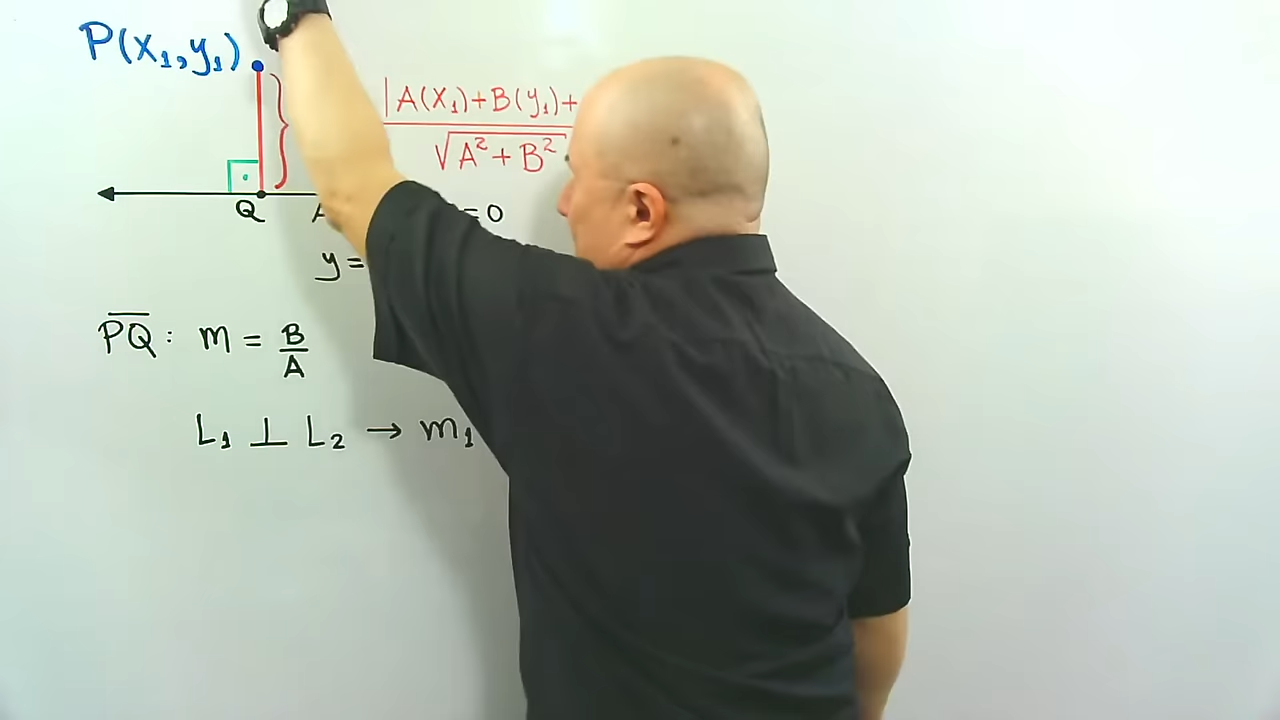 P(x₁,y₁)
|A(x₁)+B(y₁)+
√A²+B²
Q
=0
y=
PQ̅: m = B/A
L₁ ⊥ L₂ → m₁